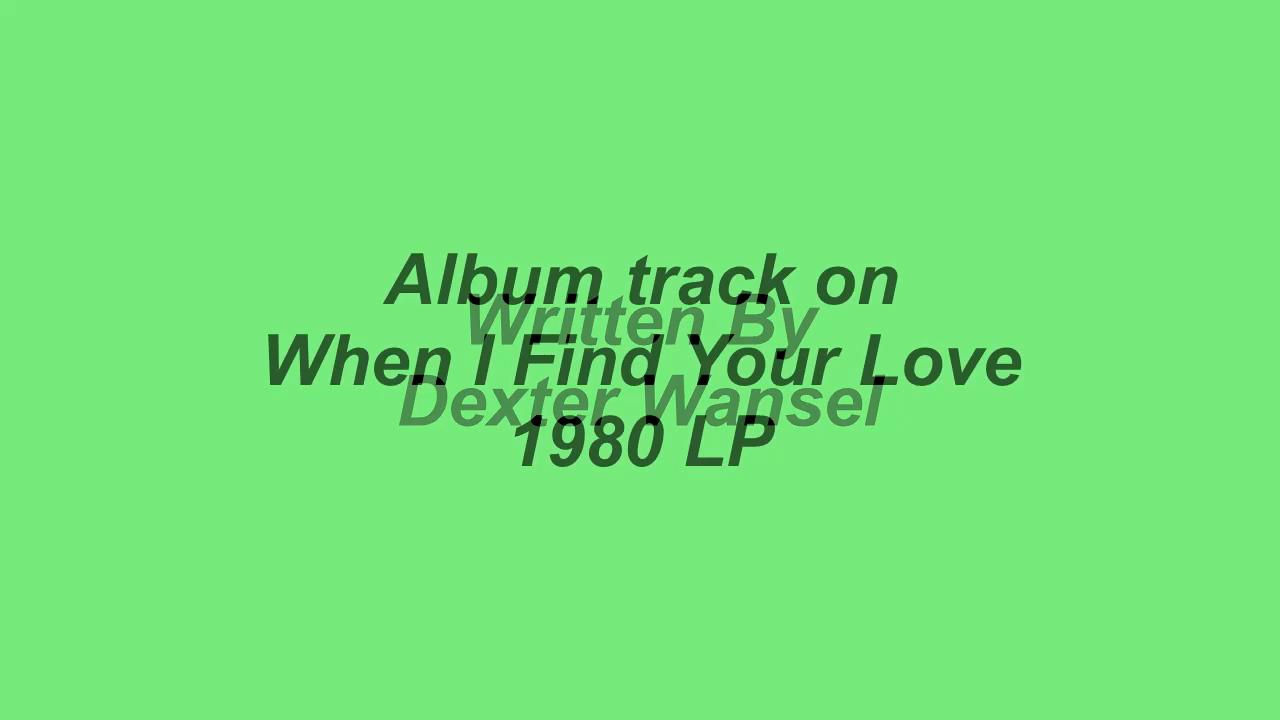 Album track on
When I Find Your Love
1980 LP
Written By
Dexter Wansel